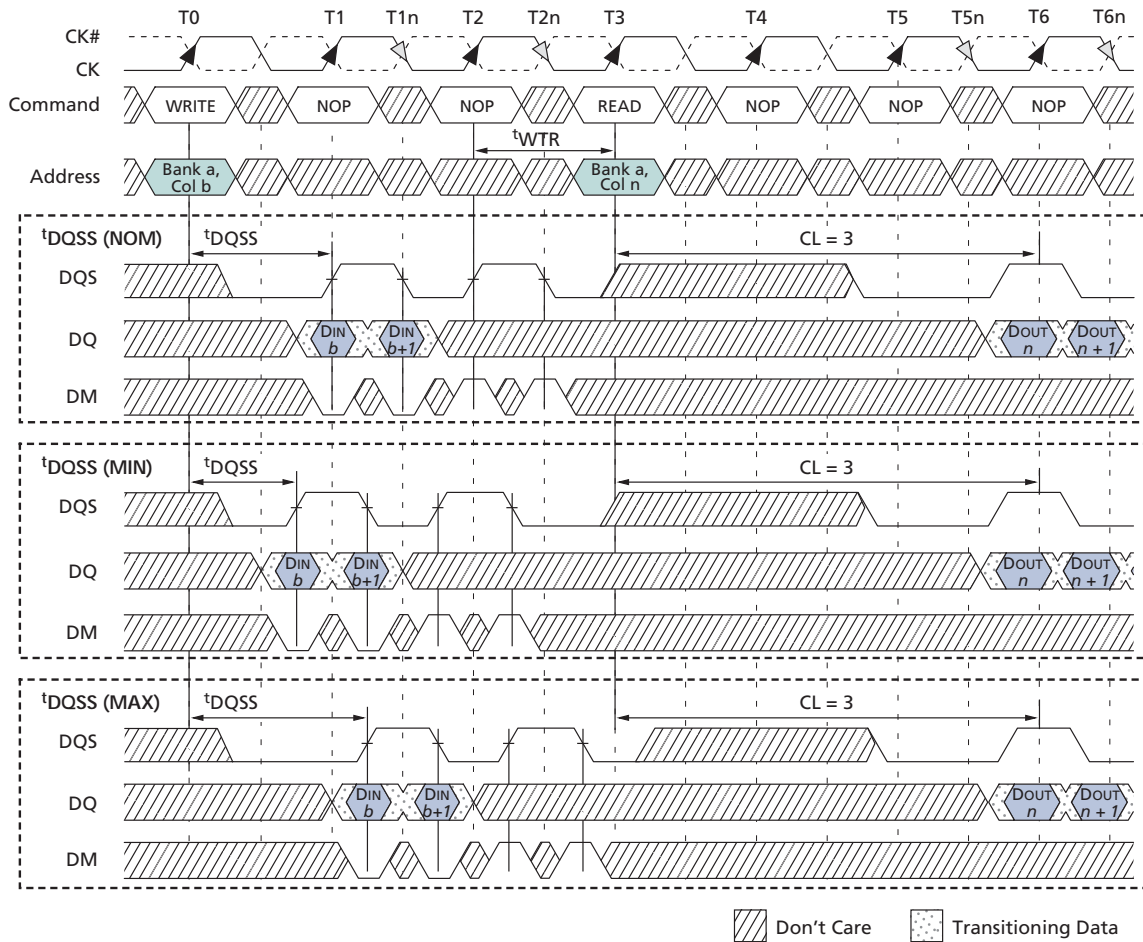 T0 T1 T1n T2 T2n T3 T4 T5 T5n T6 T6n
CK#
CK
Command WRITE NOP NOP READ NOP NOP NOP
tWTR
Address Bank a, Col b Bank a, Col n
tDQSS (NOM) tDQSS CL = 3
DQS
DQ DIN b DIN b+1 DOUT n DOUT n + 1
DM
tDQSS (MIN) tDQSS CL = 3
DQS
DQ DIN b DIN b+1 DOUT n DOUT n + 1
DM
tDQSS (MAX) tDQSS CL = 3
DQS
DQ DIN b DIN b+1 DOUT n DOUT n + 1
DM
Don't Care Transitioning Data